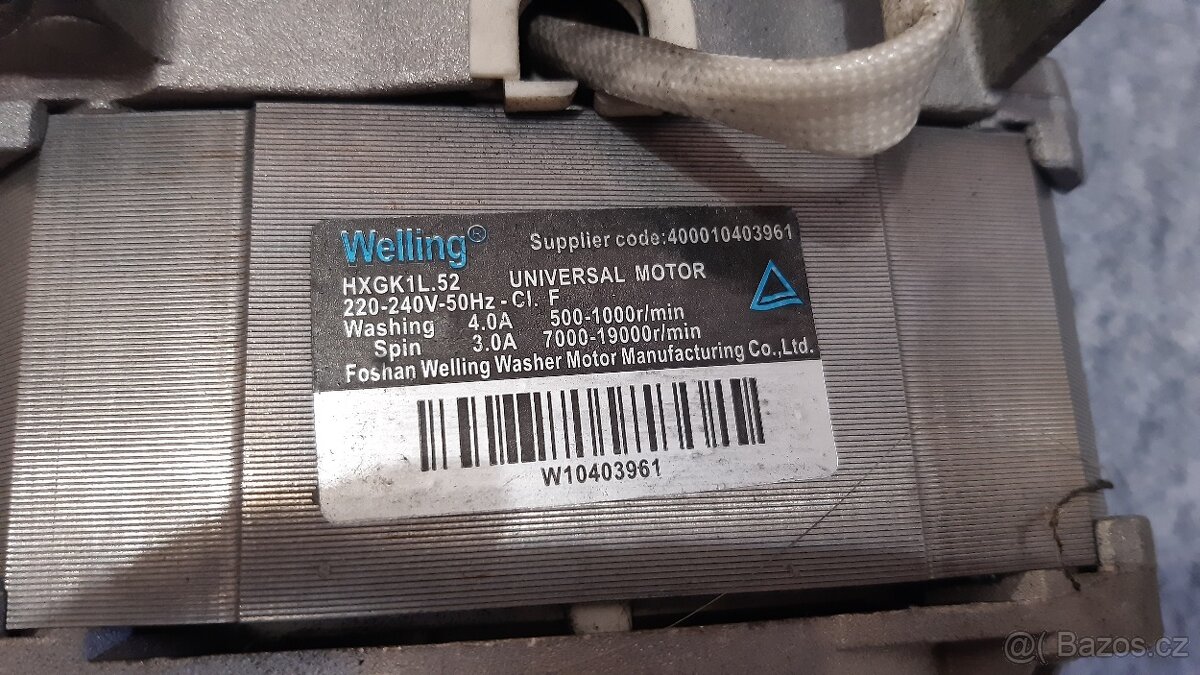 Welling® Supplier code:400010403961
HXGK1L.52 UNIVERSAL MOTOR
220-240V-50Hz - Cl. F
Washing 4.0A 500-1000r/min
Spin 3.0A 7000-19000r/min
Foshan Welling Washer Motor Manufacturing Co.,Ltd.
W10403961
Bazos.cz